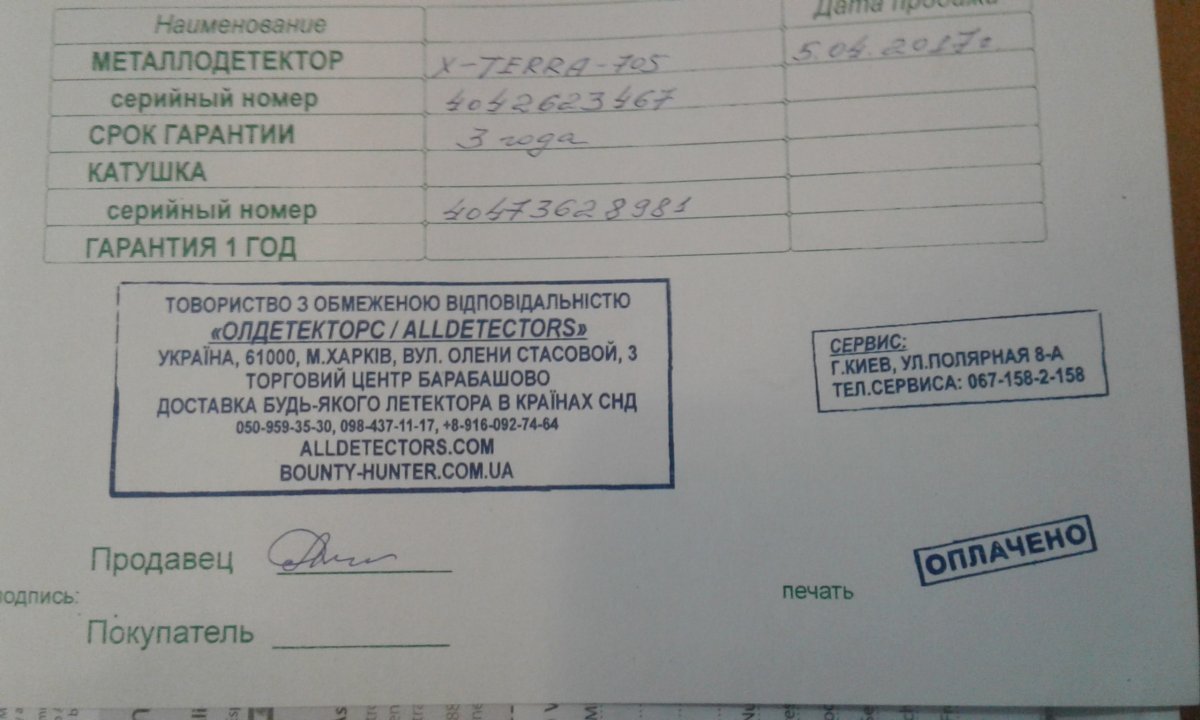 Наименование Дата продажи
МЕТАЛЛОДЕТЕКТОР X-TERRA-705 5.04.2017г.
серийный номер 4042623467
СРОК ГАРАНТИИ 3 года
КАТУШКА
серийный номер 40473628981
ГАРАНТИЯ 1 ГОД
ТОВОРИСТВО З ОБМЕЖЕНОЮ ВІДПОВІДАЛЬНІСТЮ
«ОЛДЕТЕКТОРС / ALLDETECTORS»
УКРАЇНА, 61000, М.ХАРКІВ, ВУЛ. ОЛЕНИ СТАСОВОЙ, 3
ТОРГОВИЙ ЦЕНТР БАРАБАШОВО
ДОСТАВКА БУДЬ-ЯКОГО ЛЕТЕКТОРА В КРАЇНАХ СНД
050-959-35-30, 098-437-11-17, +8-916-092-74-64
ALLDETECTORS.COM
BOUNTY-HUNTER.COM.UA
СЕРВИС:
Г.КИЕВ, УЛ.ПОЛЯРНАЯ 8-А
ТЕЛ.СЕРВИСА: 067-158-2-158
Продавец
ОПЛАЧЕНО
подпись:
печать
Покупатель